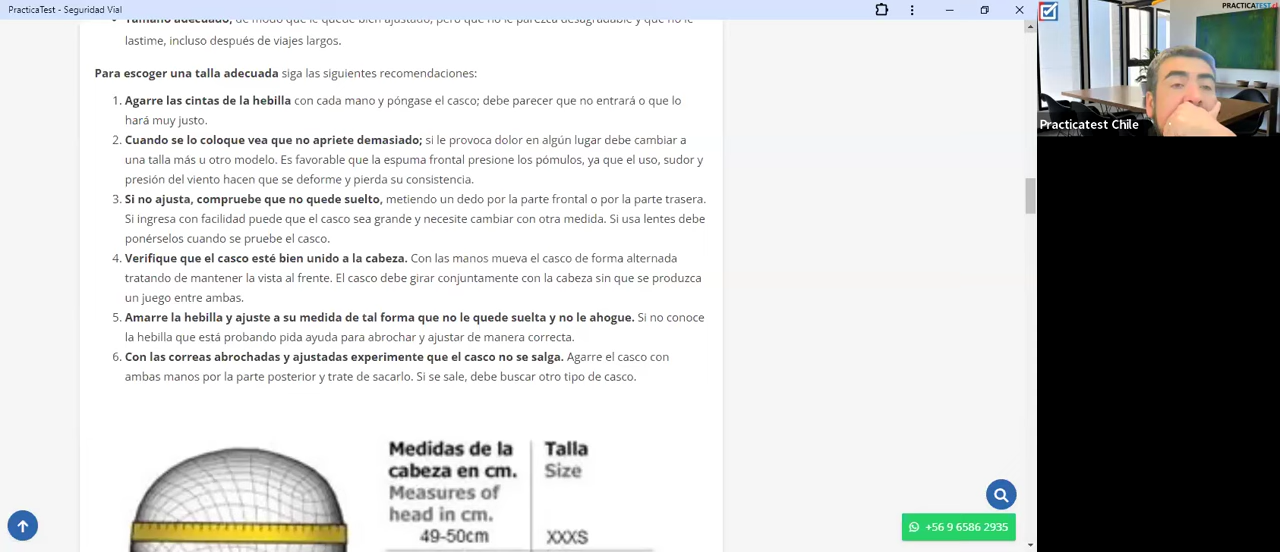 PracticaTest - Seguridad Vial
PRACTICATEST.cl
Tamaño adecuado, de modo que le quede bien ajustado, pero que no le parezca desagradable y que no le
lastime, incluso después de viajes largos.
Para escoger una talla adecuada siga las siguientes recomendaciones:
1. Agarre las cintas de la hebilla con cada mano y póngase el casco; debe parecer que no entrará o que lo
hará muy justo.
2. Cuando se lo coloque vea que no apriete demasiado; si le provoca dolor en algún lugar debe cambiar a
una talla más u otro modelo. Es favorable que la espuma frontal presione los pómulos, ya que el uso, sudor y
presión del viento hacen que se deforme y pierda su consistencia.
3. Si no ajusta, compruebe que no quede suelto, metiendo un dedo por la parte frontal o por la parte trasera.
Si ingresa con facilidad puede que el casco sea grande y necesite cambiar con otra medida. Si usa lentes debe
ponérselos cuando se pruebe el casco.
4. Verifique que el casco esté bien unido a la cabeza. Con las manos mueva el casco de forma alternada
tratando de mantener la vista al frente. El casco debe girar conjuntamente con la cabeza sin que se produzca
un juego entre ambas.
5. Amarre la hebilla y ajuste a su medida de tal forma que no le quede suelta y no le ahogue. Si no conoce
la hebilla que está probando pida ayuda para abrochar y ajustar de manera correcta.
6. Con las correas abrochadas y ajustadas experimente que el casco no se salga. Agarre el casco con
ambas manos por la parte posterior y trate de sacarlo. Si se sale, debe buscar otro tipo de casco.
Medidas de la
cabeza en cm.
Measures of
head in cm.
Talla
Size
49-50cm
XXXS
+56 9 6586 2935
Practicatest Chile